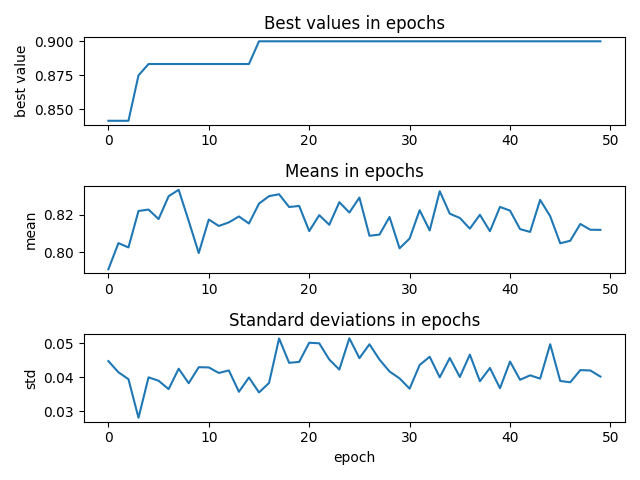 Best values in epochs
best value
0.900
0.875
0.850
0 10 20 30 40 50
Means in epochs
mean
0.82
0.80
0 10 20 30 40 50
Standard deviations in epochs
std
0.05
0.04
0.03
0 10 20 30 40 50
epoch